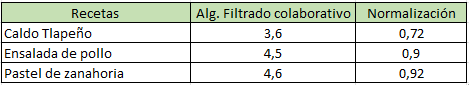 Recetas Alg. Filtrado colaborativo Normalización
Caldo Tlapeño 3,6 0,72
Ensalada de pollo 4,5 0,9
Pastel de zanahoria 4,6 0,92